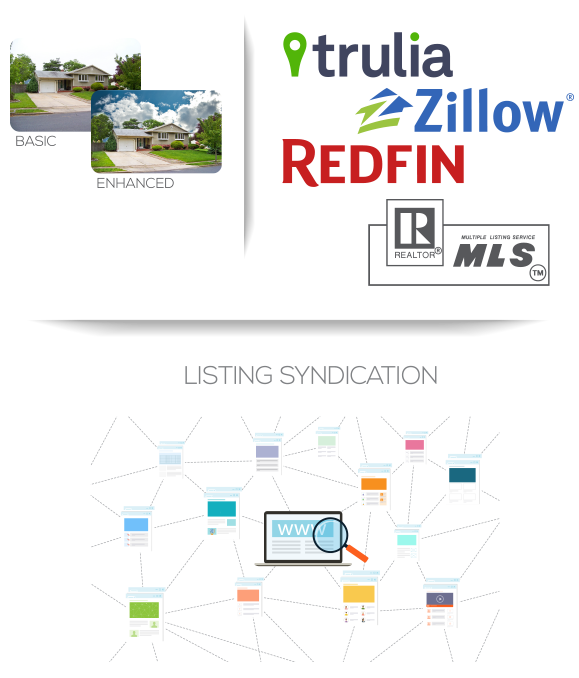 BASIC
ENHANCED
trulia
Zillow®
REDFIN
R
REALTOR®
MULTIPLE LISTING SERVICE
MLS
TM
LISTING SYNDICATION
WWW